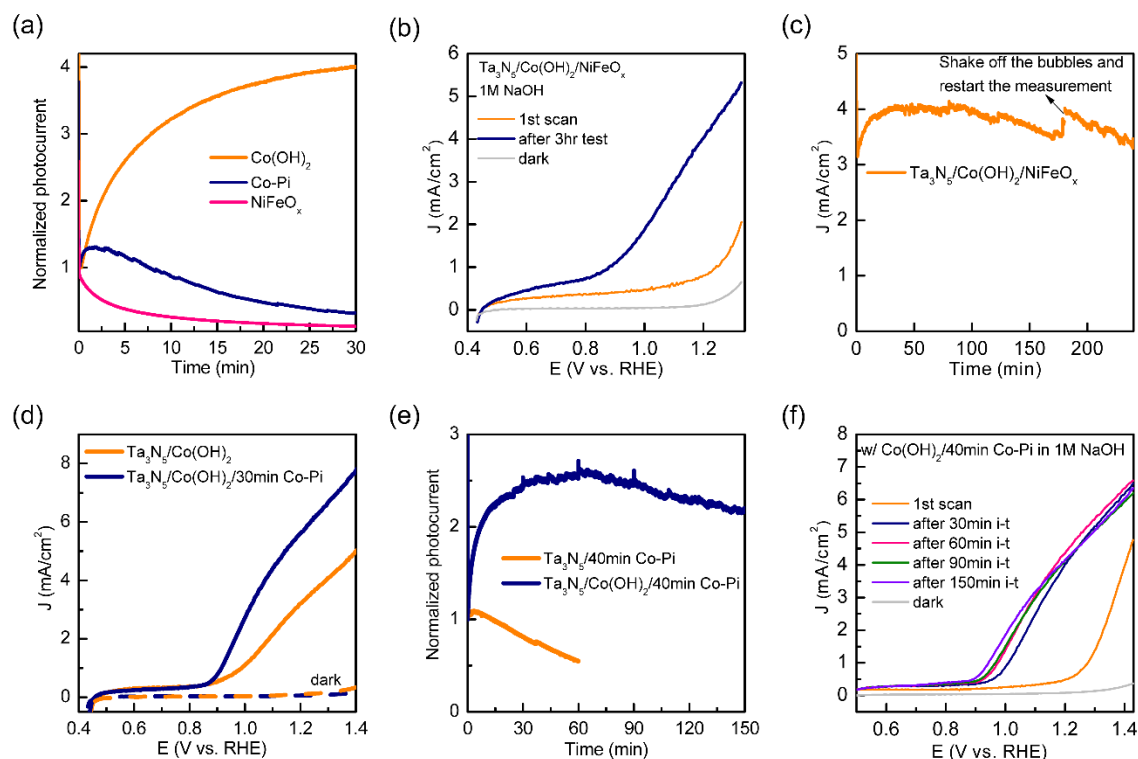 (a)
Normalized photocurrent
4
3
2
1
Co(OH)2
Co-Pi
NiFeOx
0 5 10 15 20 25 30
Time (min)
(b)
J (mA/cm2)
6
5
4
3
2
1
0
Ta3N5/Co(OH)2/NiFeOx
1M NaOH
1st scan
after 3hr test
dark
0.4 0.6 0.8 1.0 1.2
E (V vs. RHE)
(c)
J (mA/cm2)
5
4
3
2
1
0
Shake off the bubbles and
restart the measurement
Ta3N5/Co(OH)2/NiFeOx
0 50 100 150 200
Time (min)
(d)
J (mA/cm2)
8
6
4
2
0
Ta3N5/Co(OH)2
Ta3N5/Co(OH)2/30min Co-Pi
dark
0.4 0.6 0.8 1.0 1.2 1.4
E (V vs. RHE)
(e)
Normalized photocurrent
3
2
1
0
Ta3N5/40min Co-Pi
Ta3N5/Co(OH)2/40min Co-Pi
0 30 60 90 120 150
Time (min)
(f)
J (mA/cm2)
8
7
6
5
4
3
2
1
0
w/ Co(OH)2/40min Co-Pi in 1M NaOH
1st scan
after 30min i-t
after 60min i-t
after 90min i-t
after 150min i-t
dark
0.6 0.8 1.0 1.2 1.4
E (V vs. RHE)